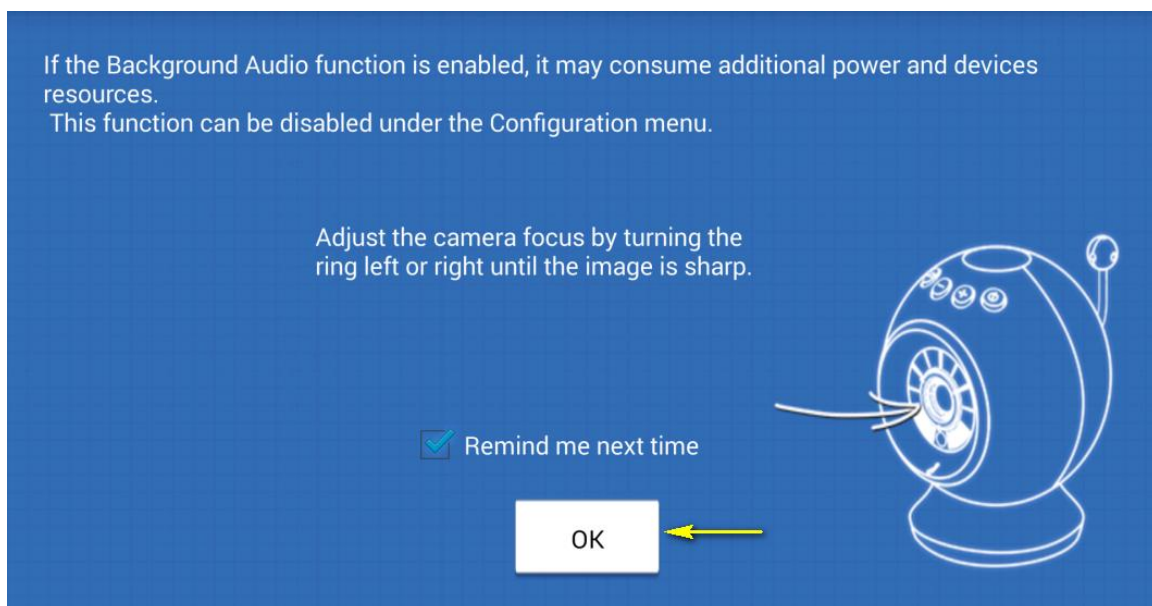 If the Background Audio function is enabled, it may consume additional power and devices
resources.
This function can be disabled under the Configuration menu.
Adjust the camera focus by turning the
ring left or right until the image is sharp.
Remind me next time
OK